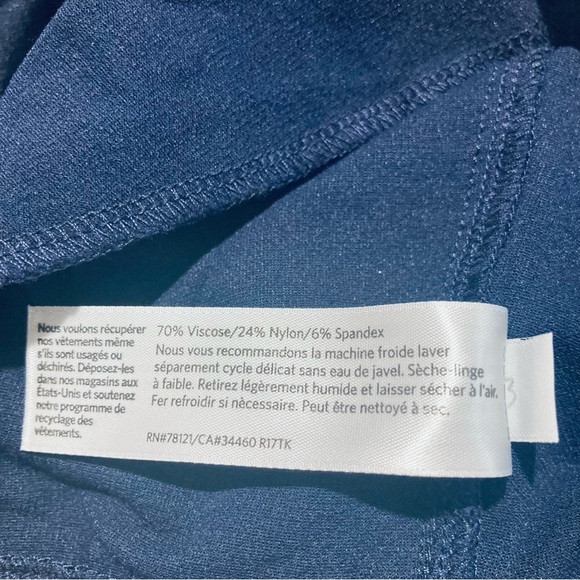 Nous voulons récupérer
nos vêtements même
s'ils sont usagés ou
déchirés. Déposez-les
dans nos magasins aux
États-Unis et soutenez
notre programme de
recyclage des
vêtements.
70% Viscose/24% Nylon/6% Spandex
Nous vous recommandons la machine froide laver
séparement cycle délicat sans eau de javel. Sèche-linge
à faible. Retirez légèrement humide et laisser sécher à l'air.
Fer refroidir si nècessaire. Peut être nettoyé à sec.
RN#78121/CA#34460 R17TK